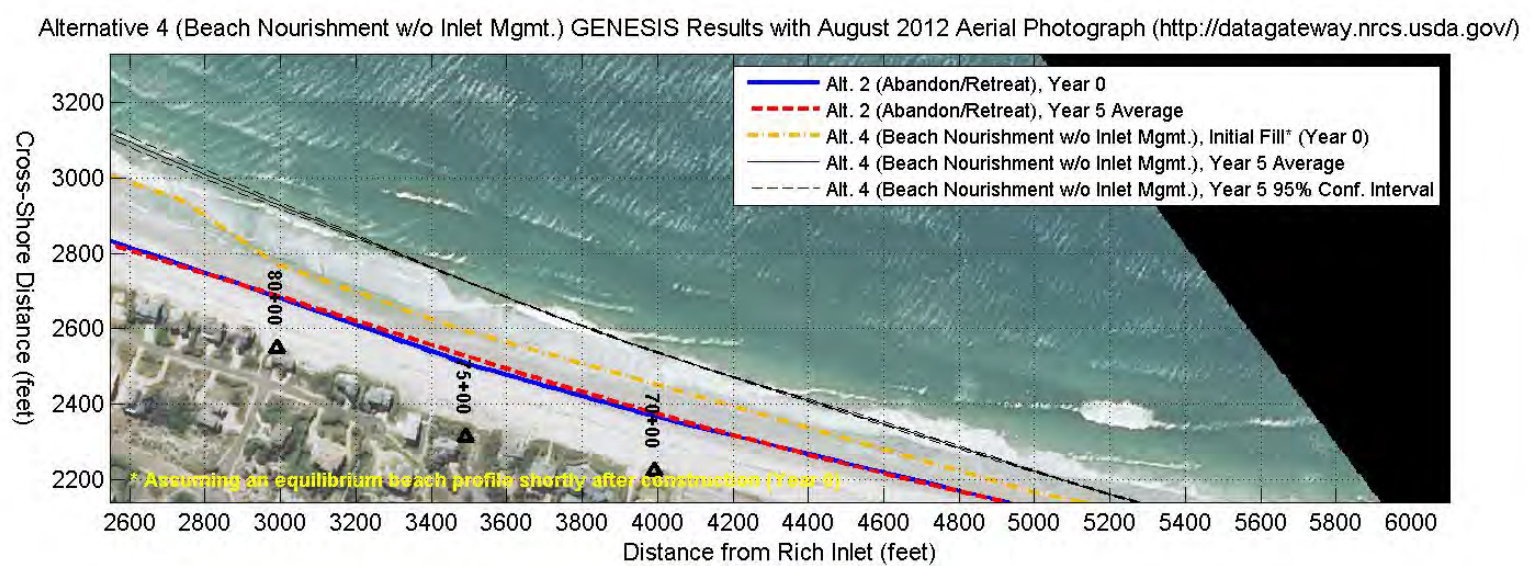 Alternative 4 (Beach Nourishment w/o Inlet Mgmt.) GENESIS Results with August 2012 Aerial Photograph (http://datagateway.nrcs.usda.gov/)
Alt. 2 (Abandon/Retreat), Year 0
Alt. 2 (Abandon/Retreat), Year 5 Average
Alt. 4 (Beach Nourishment w/o Inlet Mgmt.), Initial Fill* (Year 0)
Alt. 4 (Beach Nourishment w/o Inlet Mgmt.), Year 5 Average
Alt. 4 (Beach Nourishment w/o Inlet Mgmt.), Year 5 95% Conf. Interval
Cross-Shore Distance (feet)
3200
3000
2800
2600
2400
2200
80+00
75+00
70+00
* Assuming an equilibrium beach profile shortly after construction (Year 0)
2600 2800 3000 3200 3400 3600 3800 4000 4200 4400 4600 4800 5000 5200 5400 5600 5800 6000
Distance from Rich Inlet (feet)